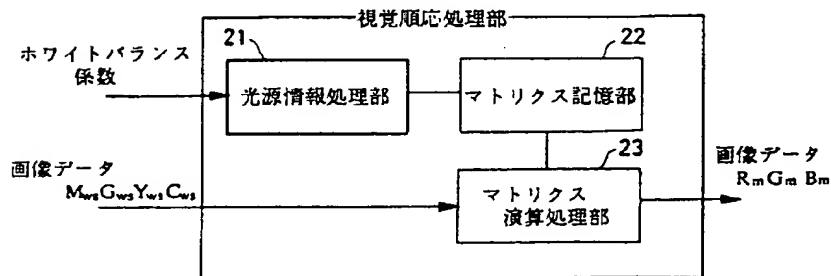 視覚順応処理部
21
22
ホワイトバランス
係数
光源情報処理部
マトリクス記憶部
23
画像データ
MwsGwsYwsCws
マトリクス
演算処理部
画像データ
RmGmBm